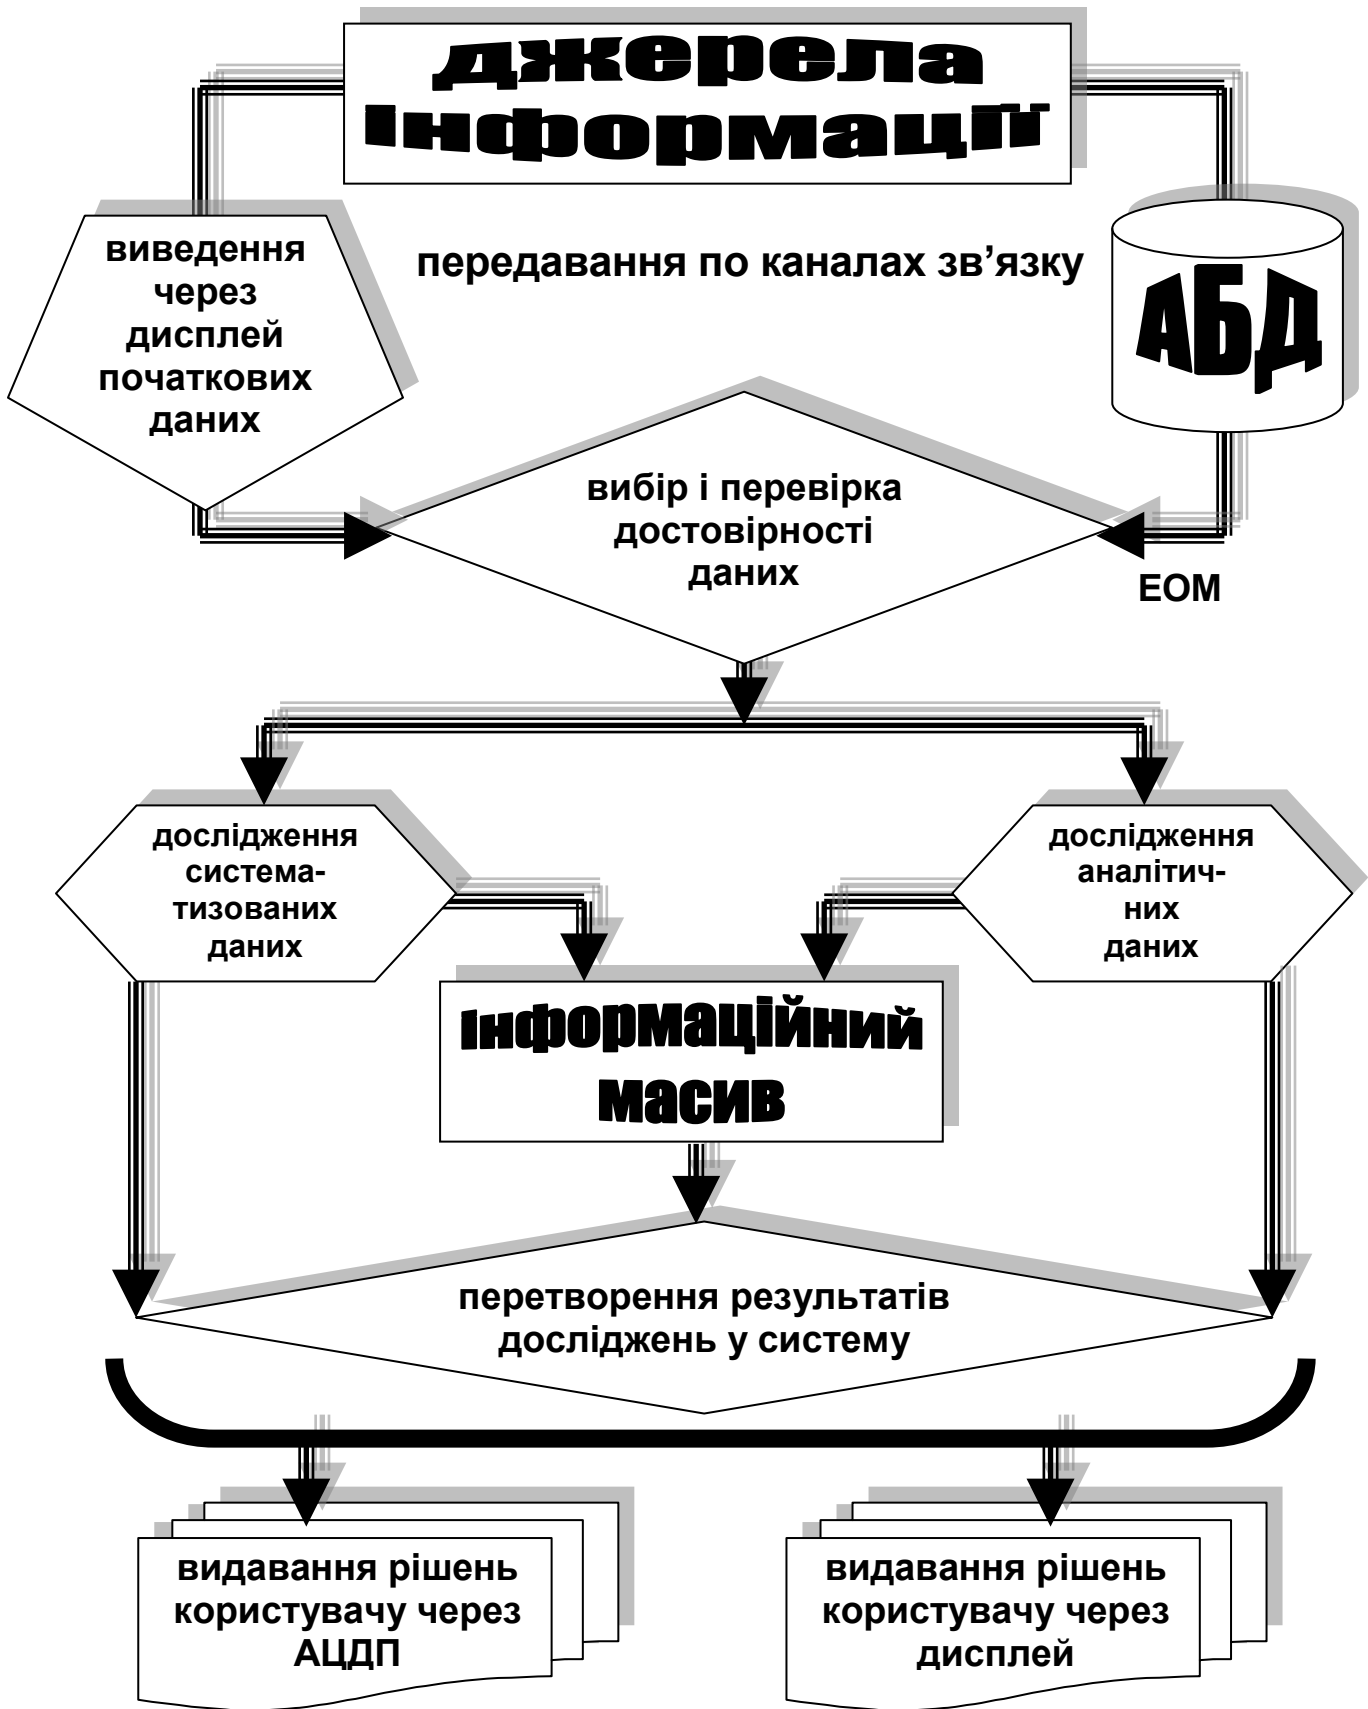 джерела
інформації
виведення
через
дисплей
початкових
даних
передавання по каналах зв’язку
АБД
вибір і перевірка
достовірності
даних
ЕОМ
дослідження
система-
тизованих
даних
дослідження
аналітич-
них
даних
інформаційний
масив
перетворення результатів
досліджень у систему
видавання рішень
користувачу через
АЦДП
видавання рішень
користувачу через
дисплей